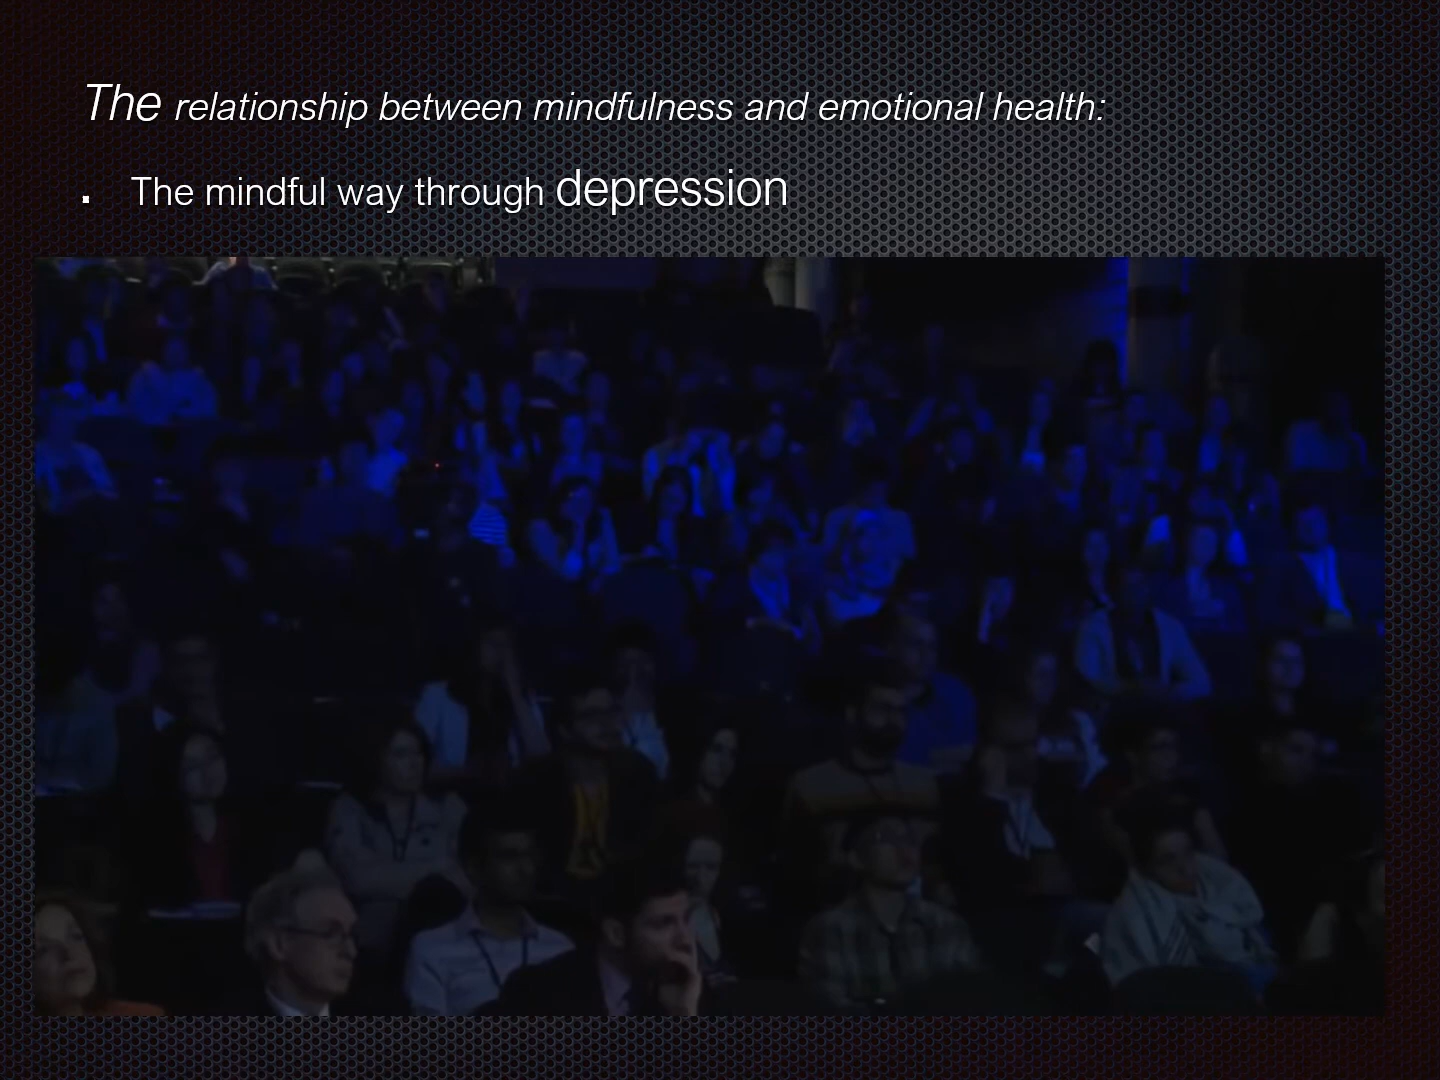 The relationship between mindfulness and emotional health:
▪ The mindful way through depression